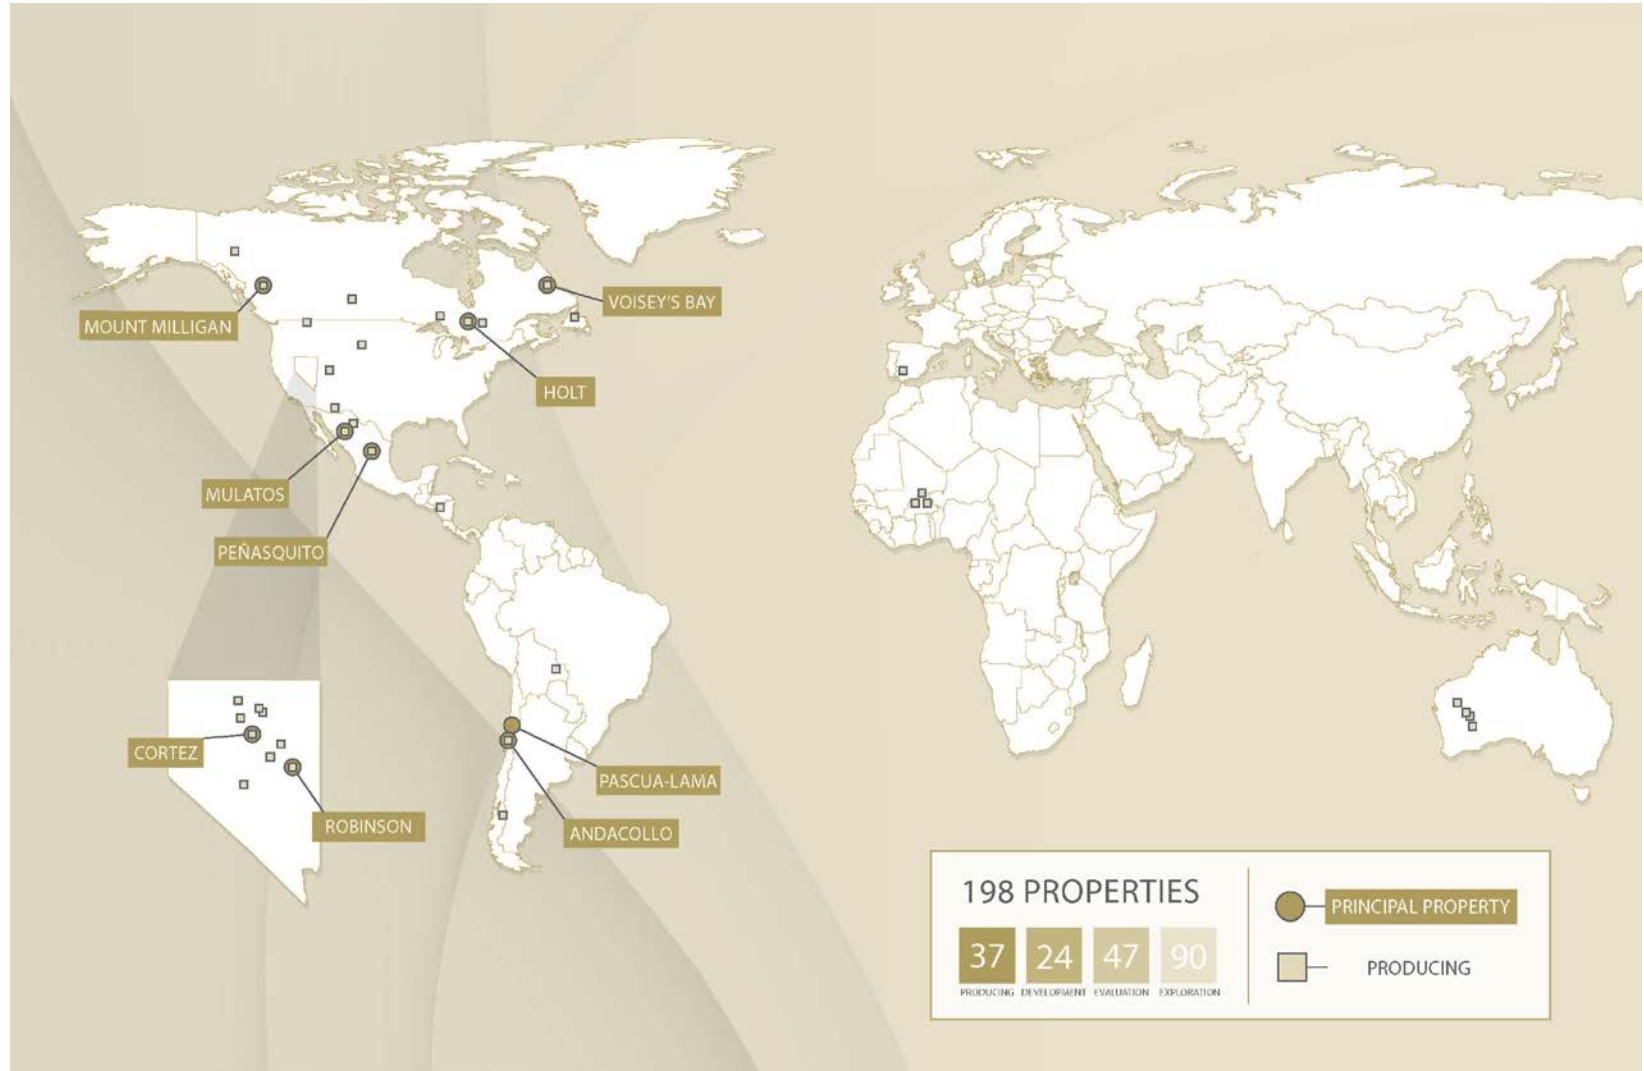 VOISEY'S BAY
MOUNT MILLIGAN
HOLT
MULATOS
PEÑASQUITO
CORTEZ
PASCUA-LAMA
ROBINSON
ANDACOLLO
198 PROPERTIES
37 24 47 90
PRODUCING DEVELOPMENT EVALUATION EXPLORATION
PRINCIPAL PROPERTY
PRODUCING